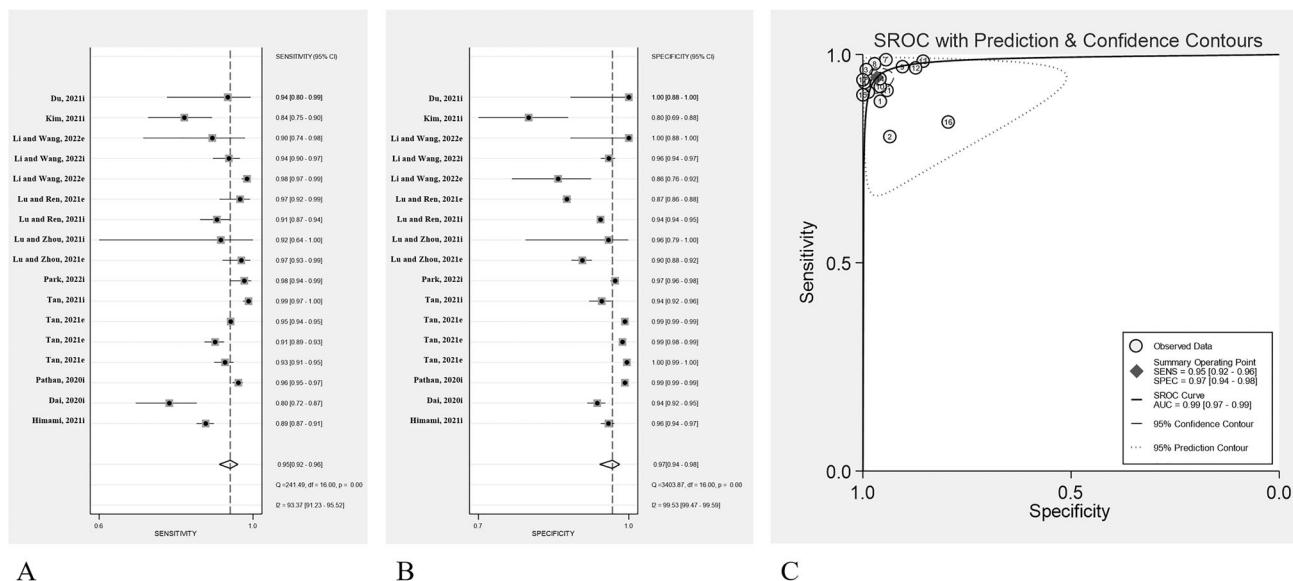 SENSITIVITY (95% CI)
Du, 2021i 0.94 [0.80 - 0.99]
Kim, 2021i 0.84 [0.75 - 0.90]
Li and Wang, 2022e 0.90 [0.74 - 0.98]
Li and Wang, 2022i 0.94 [0.90 - 0.97]
Li and Wang, 2022e 0.98 [0.97 - 0.99]
Lu and Ren, 2021e 0.97 [0.92 - 0.99]
Lu and Ren, 2021i 0.91 [0.87 - 0.94]
Lu and Zhou, 2021i 0.92 [0.64 - 1.00]
Lu and Zhou, 2021e 0.97 [0.93 - 0.99]
Park, 2022i 0.98 [0.94 - 0.99]
Tan, 2021i 0.99 [0.97 - 1.00]
Tan, 2021e 0.95 [0.94 - 0.95]
Tan, 2021e 0.91 [0.89 - 0.93]
Tan, 2021e 0.93 [0.91 - 0.95]
Pathan, 2020i 0.96 [0.95 - 0.97]
Dai, 2020i 0.80 [0.72 - 0.87]
Himami, 2021i 0.89 [0.87 - 0.91]
0.95[0.92 - 0.96]
Q =241.49, df = 16.00, p = 0.00
I2 = 93.37 [91.23 - 95.52]
0.6 1.0
SENSITIVITY
A
SPECIFICITY (95% CI)
Du, 2021i 1.00 [0.88 - 1.00]
Kim, 2021i 0.80 [0.69 - 0.88]
Li and Wang, 2022e 1.00 [0.88 - 1.00]
Li and Wang, 2022i 0.96 [0.94 - 0.97]
Li and Wang, 2022e 0.86 [0.76 - 0.92]
Lu and Ren, 2021e 0.87 [0.86 - 0.88]
Lu and Ren, 2021i 0.94 [0.94 - 0.95]
Lu and Zhou, 2021i 0.96 [0.79 - 1.00]
Lu and Zhou, 2021e 0.90 [0.88 - 0.92]
Park, 2022i 0.97 [0.96 - 0.98]
Tan, 2021i 0.94 [0.92 - 0.96]
Tan, 2021e 0.99 [0.99 - 0.99]
Tan, 2021e 0.99 [0.98 - 0.99]
Tan, 2021e 1.00 [0.99 - 1.00]
Pathan, 2020i 0.99 [0.99 - 0.99]
Dai, 2020i 0.94 [0.92 - 0.95]
Himami, 2021i 0.96 [0.94 - 0.97]
0.97[0.94 - 0.98]
Q =3403.87, df = 16.00, p = 0.00
I2 = 99.53 [99.47 - 99.59]
0.7 1.0
SPECIFICITY
B
SROC with Prediction & Confidence Contours
1.0
0.5
0.0
Sensitivity
7
12
1
2
16
Observed Data
Summary Operating Point
SENS = 0.95 [0.92 - 0.96]
SPEC = 0.97 [0.94 - 0.98]
SROC Curve
AUC = 0.99 [0.97 - 0.99]
95% Confidence Contour
95% Prediction Contour
1.0 0.5 0.0
Specificity
C